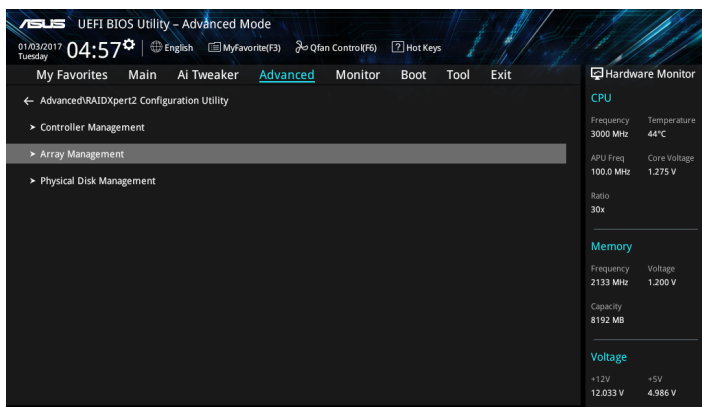 ASUS UEFI BIOS Utility – Advanced Mode
01/03/2017 Tuesday 04:57 English MyFavorite(F3) Qfan Control(F6) ? Hot Keys
My Favorites Main Ai Tweaker Advanced Monitor Boot Tool Exit
← Advanced\RAIDXpert2 Configuration Utility
> Controller Management
> Array Management
> Physical Disk Management
Hardware Monitor
CPU
Frequency Temperature
3000 MHz 44°C
APU Freq Core Voltage
100.0 MHz 1.275 V
Ratio
30x
Memory
Frequency Voltage
2133 MHz 1.200 V
Capacity
8192 MB
Voltage
+12V +5V
12.033 V 4.986 V